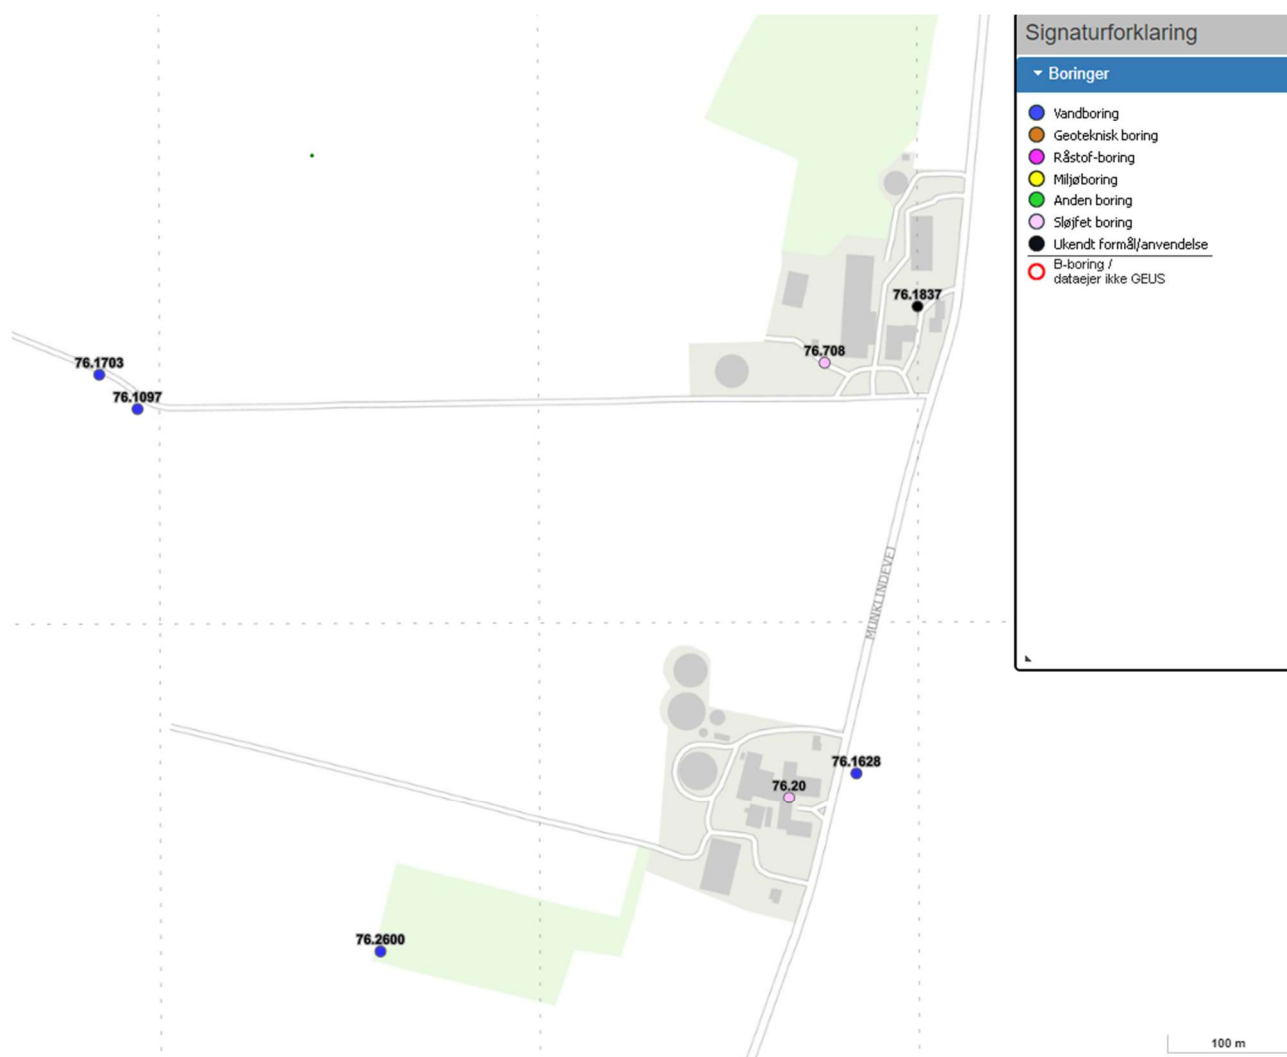 Signaturforklaring
Boringer
Vandboring
Geoteknisk boring
Råstof-boring
Miljøboring
Anden boring
Sløjfet boring
Ukendt formål/anvendelse
B-boring /
dataejer ikke GEUS
76.1837
76.708
76.1703
76.1097
MUNKLINDEVEJ
76.1628
76.20
76.2600
100 m